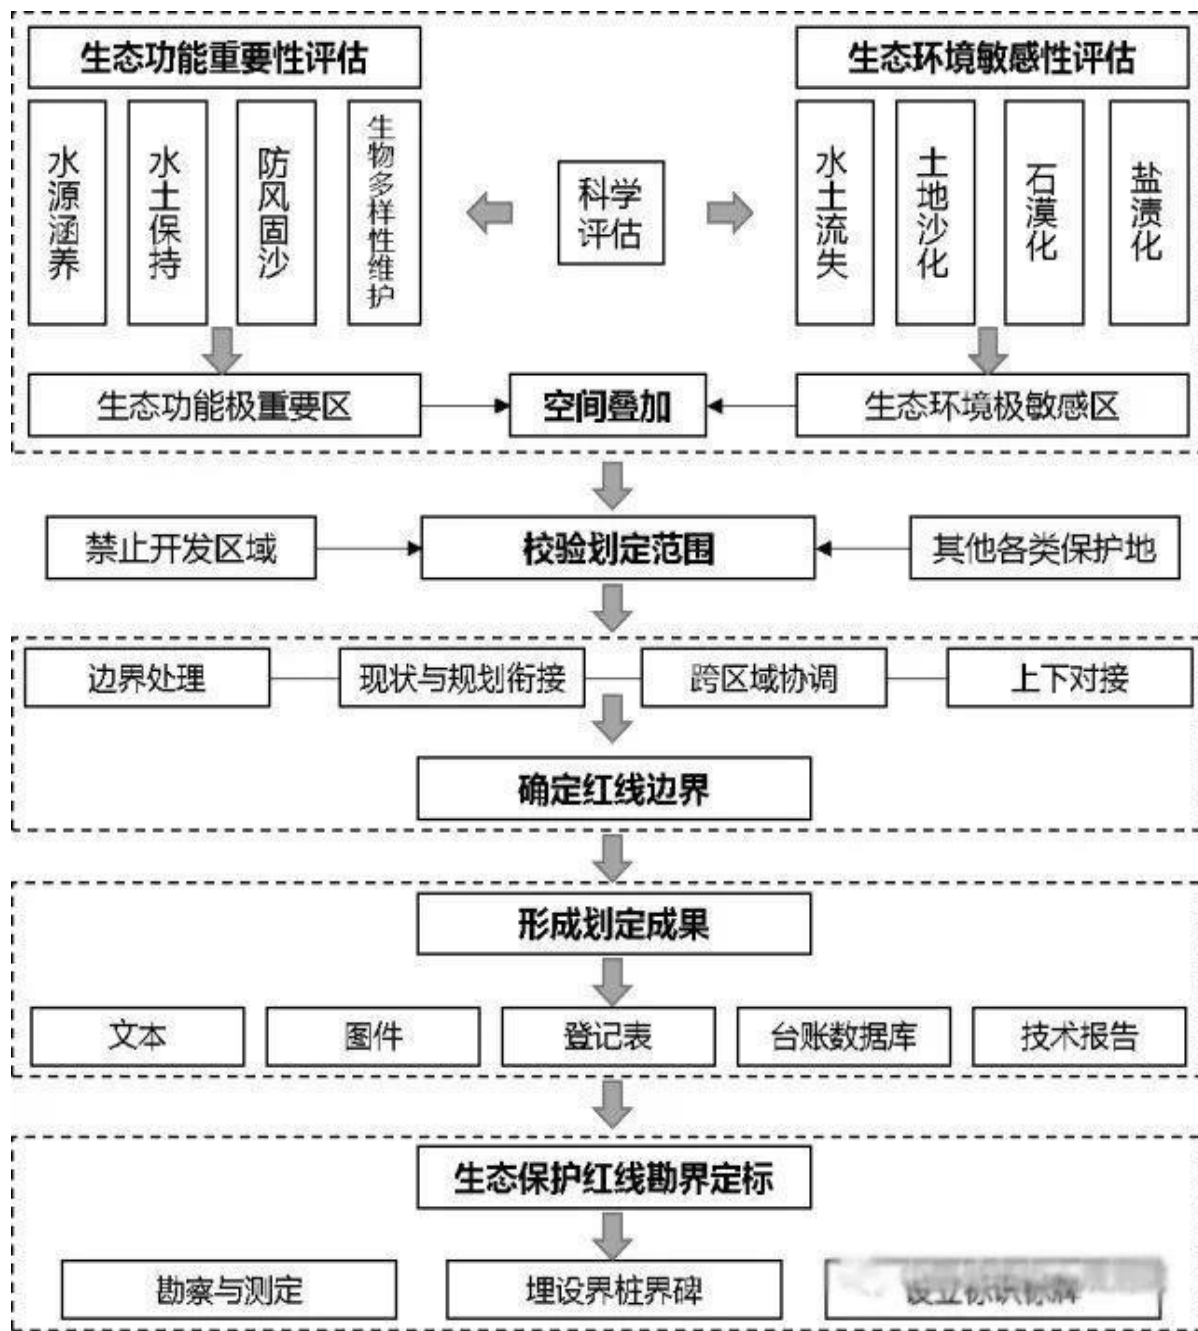 生态功能重要性评估
生态环境敏感性评估
水源涵养
水土保持
防风固沙
生物多样性维护
科学
评估
水土流失
土地沙化
石漠化
盐渍化
生态功能极重要区
空间叠加
生态环境极敏感区
禁止开发区域
校验划定范围
其他各类保护地
边界处理
现状与规划衔接
跨区域协调
上下对接
确定红线边界
形成划定成果
文本
图件
登记表
台账数据库
技术报告
生态保护红线勘界定标
勘察与测定
埋设界桩界碑
设立标识标牌